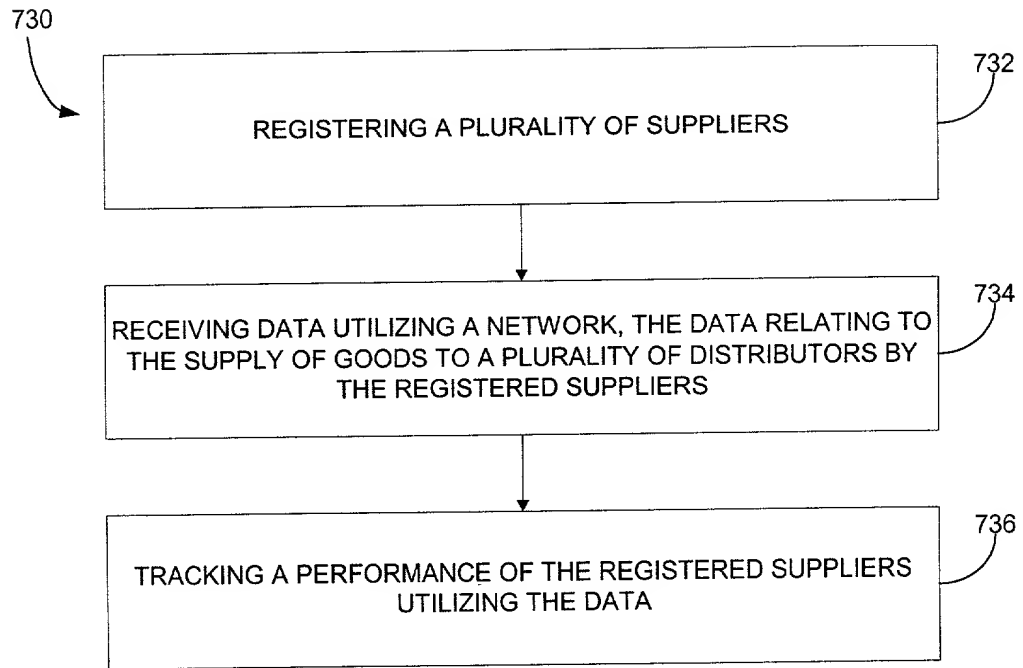 730
732
REGISTERING A PLURALITY OF SUPPLIERS
734
RECEIVING DATA UTILIZING A NETWORK, THE DATA RELATING TO
THE SUPPLY OF GOODS TO A PLURALITY OF DISTRIBUTORS BY
THE REGISTERED SUPPLIERS
736
TRACKING A PERFORMANCE OF THE REGISTERED SUPPLIERS
UTILIZING THE DATA